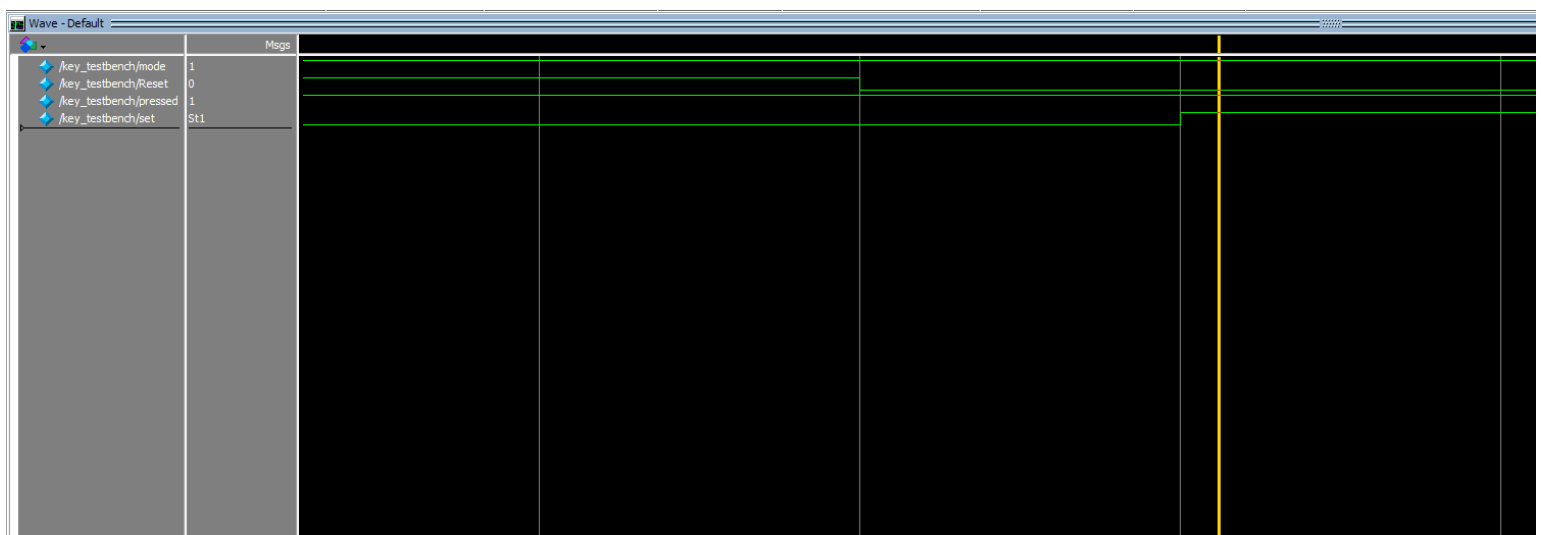 Wave - Default
Msgs
/key_testbench/mode 1
/key_testbench/Reset 0
/key_testbench/pressed 1
/key_testbench/set St1